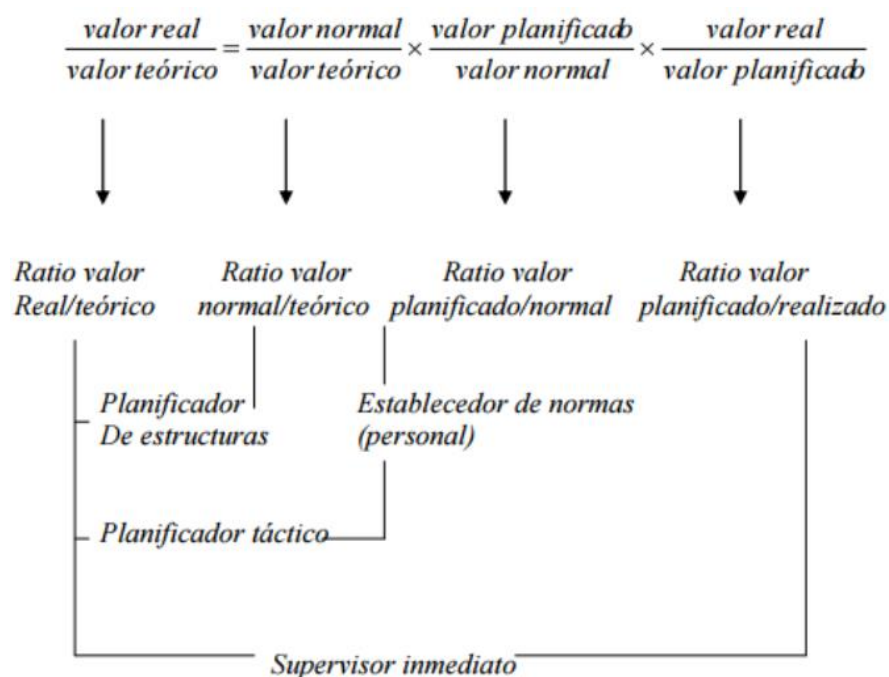 valor real / valor teórico = valor normal / valor teórico × valor planificado / valor normal × valor real / valor planificado
Ratio valor Real/teórico
Ratio valor normal/teórico
Ratio valor planificado/normal
Ratio valor planificado/realizado
Planificador
De estructuras
Establecedor de normas
(personal)
Planificador táctico
Supervisor inmediato